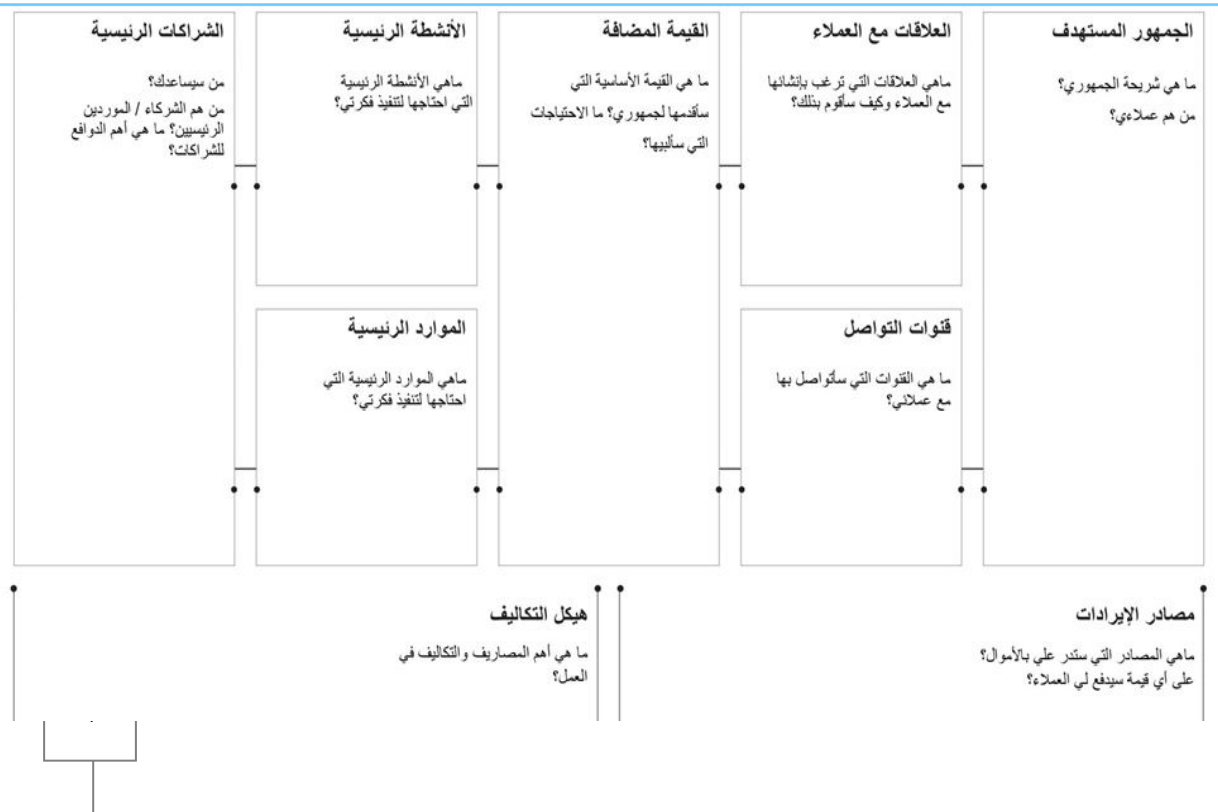 الجمهور المستهدف
ما هي شريحة الجمهوري؟
من هم عملاءي؟
العلاقات مع العملاء
ماهي العلاقات التي ترغب بإنشائها
مع العملاء وكيف سأقوم بذلك؟
قنوات التواصل
ما هي القنوات التي سأتواصل بها
مع عملائي؟
القيمة المضافة
ما هي القيمة الأساسية التي
سأقدمها لجمهوري؟ ما الاحتياجات
التي سألبيها؟
الأنشطة الرئيسية
ماهي الأنشطة الرئيسية
التي احتاجها لتنفيذ فكرتي؟
الموارد الرئيسية
ماهي الموارد الرئيسية التي
احتاجها لتنفيذ فكرتي؟
الشراكات الرئيسية
من سيساعدك؟
من هم الشركاء / الموردين
الرئيسيين؟ ما هي أهم الدوافع
للشراكات؟
مصادر الإيرادات
ماهي المصادر التي ستدر علي بالأموال؟
على أي قيمة سيدفع لي العملاء؟
هيكل التكاليف
ما هي أهم المصاريف والتكاليف في
العمل؟